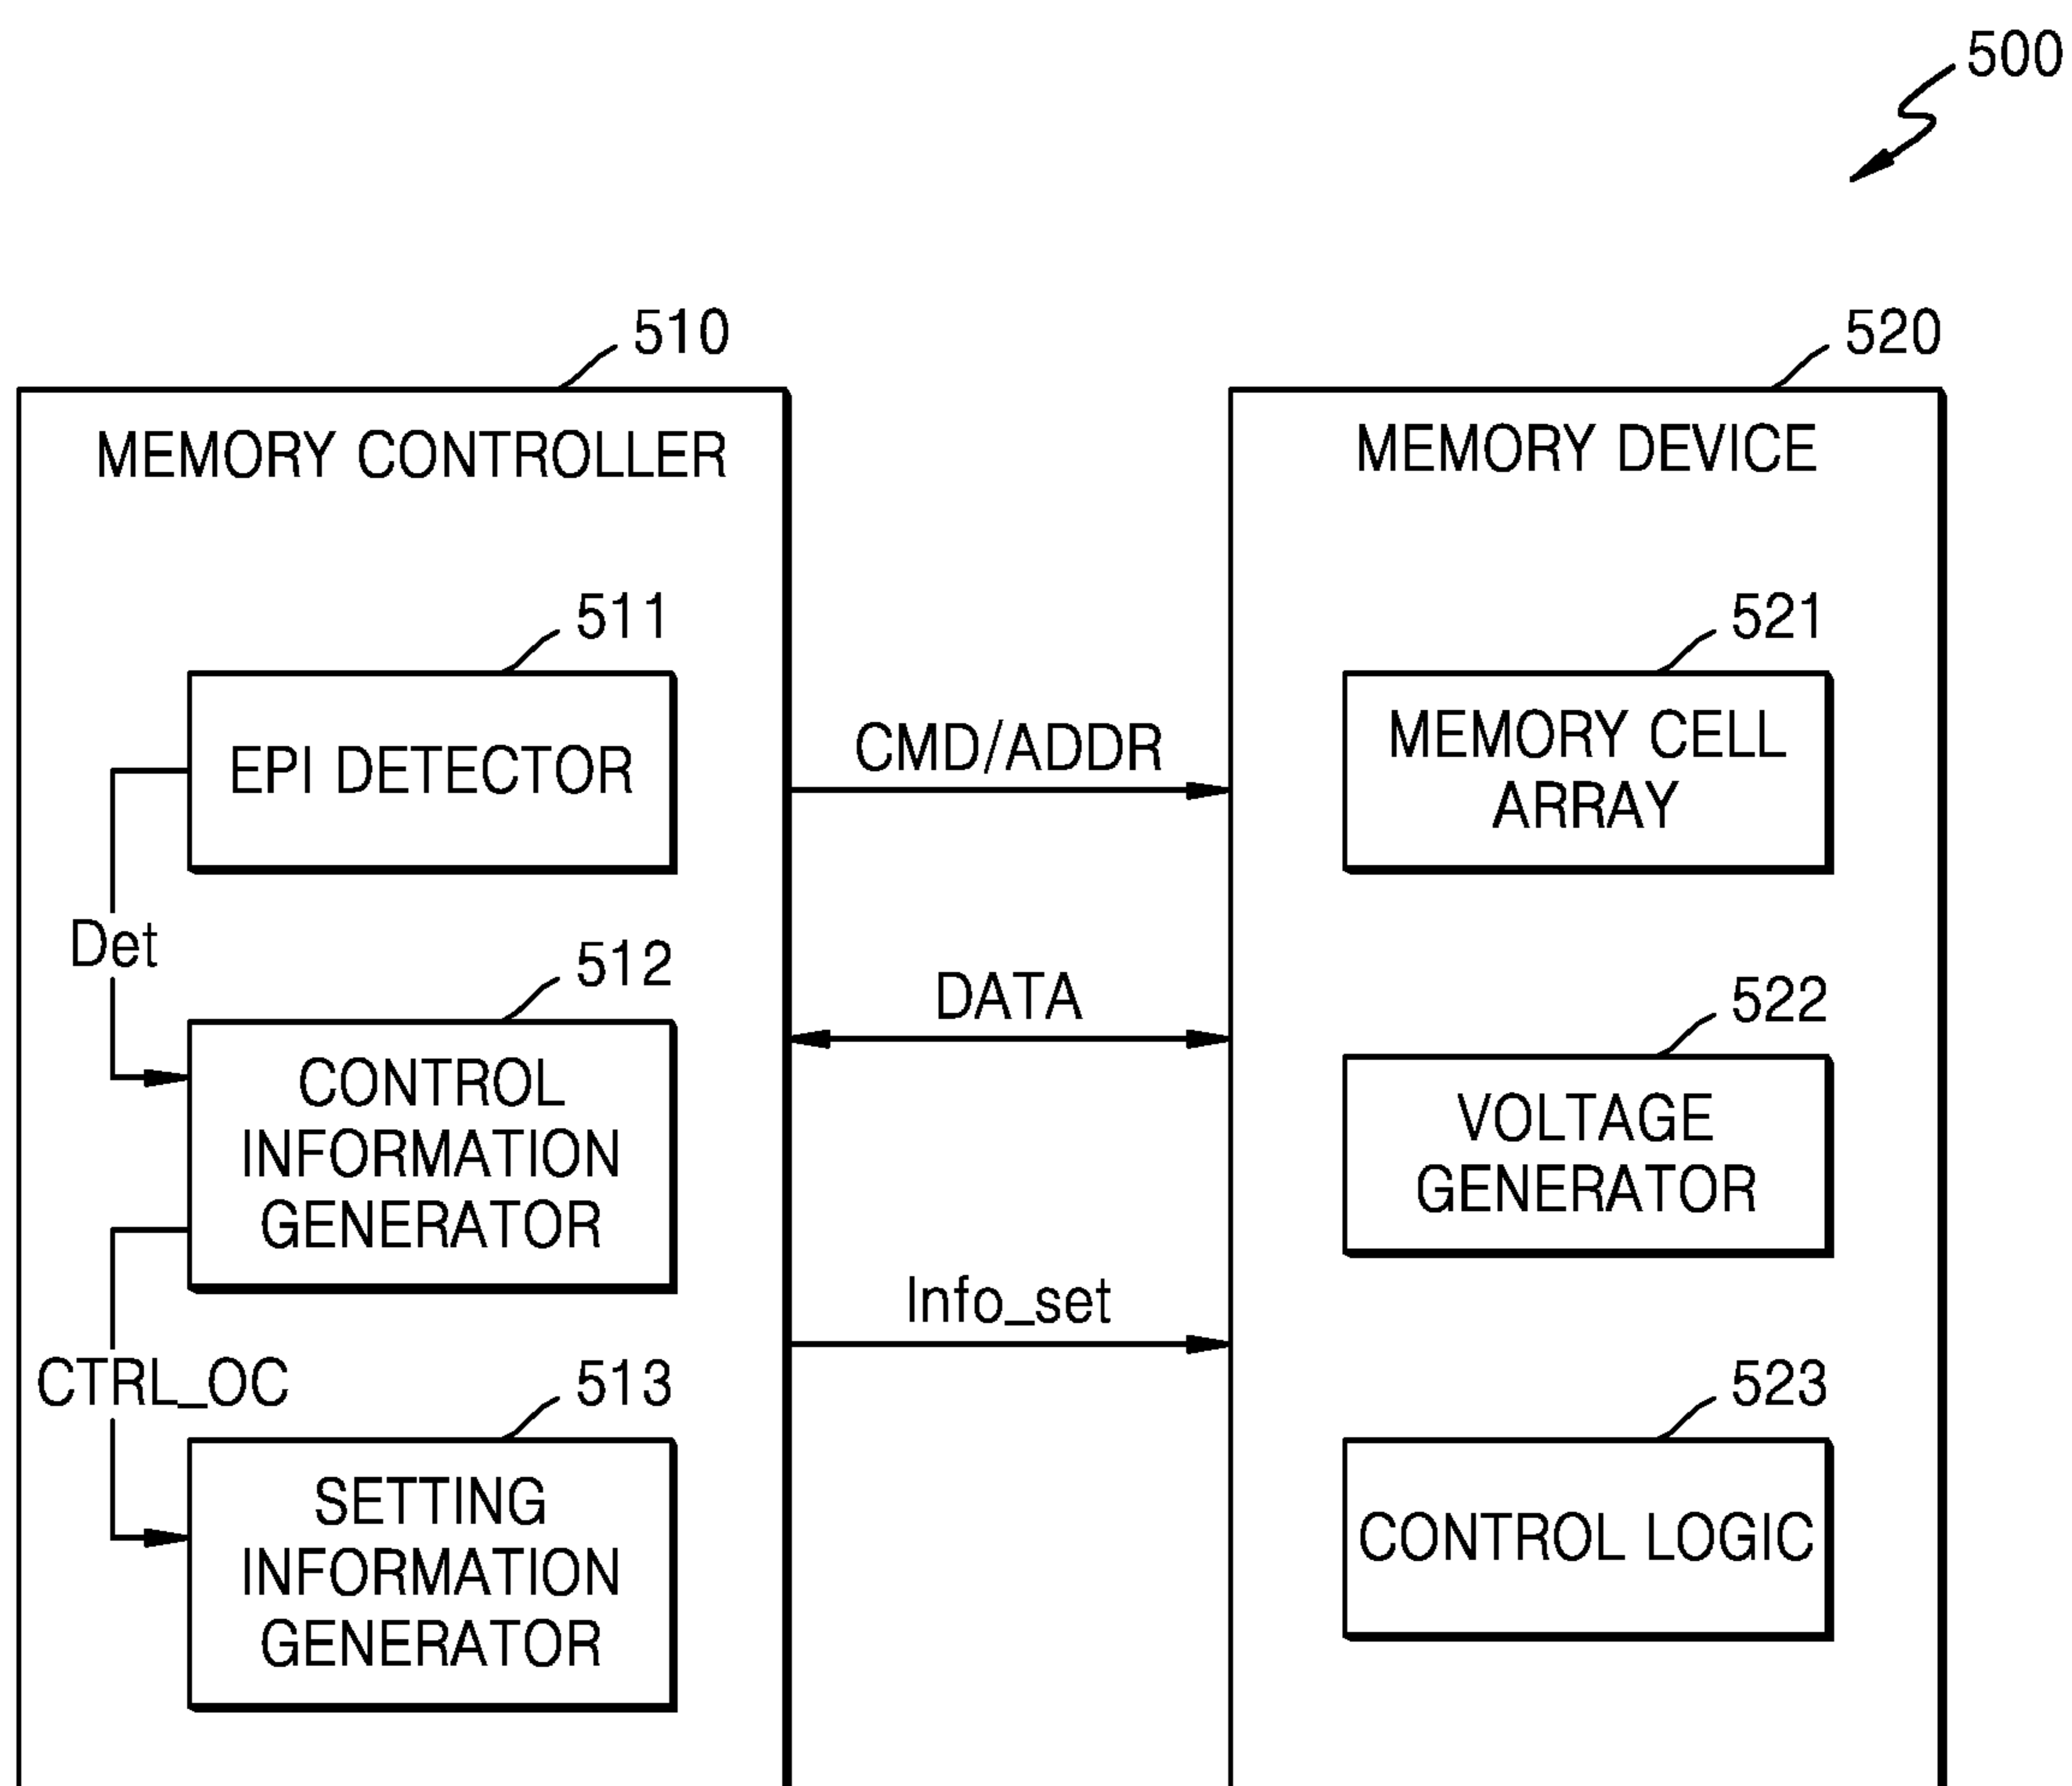 500
510
MEMORY CONTROLLER
511
EPI DETECTOR
Det
512
CONTROL
INFORMATION
GENERATOR
CTRL_OC
513
SETTING
INFORMATION
GENERATOR
CMD/ADDR
DATA
Info_set
520
MEMORY DEVICE
521
MEMORY CELL
ARRAY
522
VOLTAGE
GENERATOR
523
CONTROL LOGIC